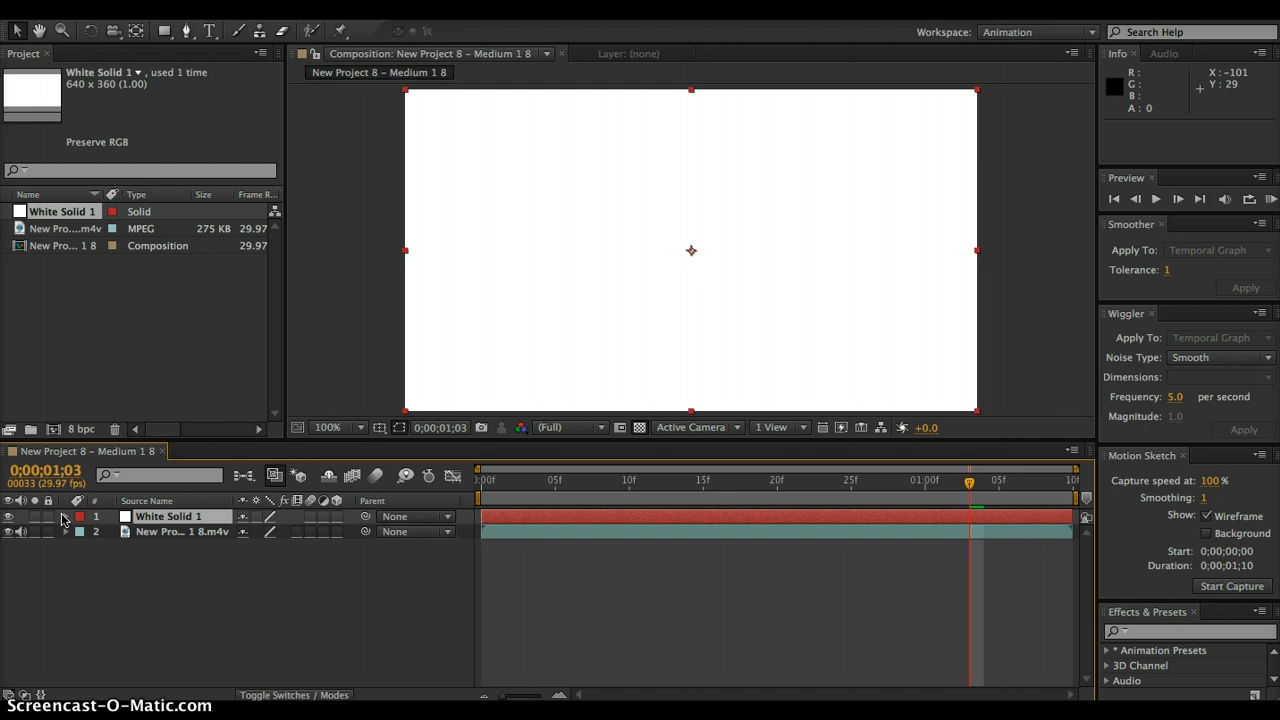 Workspace: Animation
Search Help
Project
Composition: New Project 8 – Medium 1 8
Layer: (none)
Info
Audio
White Solid 1 , used 1 time
640 x 360 (1.00)
New Project 8 – Medium 1 8
R:
G:
B:
A: 0
X: -101
Y: 29
Preserve RGB
Preview
Name
Type
Size
Frame R...
White Solid 1
Solid
New Pro....m4v
MPEG
275 KB
29.97
New Pro... 1 8
Composition
29.97
Smoother
Apply To: Temporal Graph
Tolerance: 1
Apply
Wiggler
Apply To: Temporal Graph
Noise Type: Smooth
Dimensions:
Frequency: 5.0 per second
Magnitude: 1.0
Apply
8 bpc
100%
0;00;01;03
(Full)
Active Camera
1 View
+0.0
New Project 8 – Medium 1 8
0;00;01;03
00033 (29.97 fps)
:00f
05f
10f
15f
20f
25f
01:00f
05f
10f
# Source Name
fx
Parent
1 White Solid 1
None
2 New Pro... 1 8.m4v
None
Motion Sketch
Capture speed at: 100 %
Smoothing: 1
Show: Wireframe
Background
Start: 0;00;00;00
Duration: 0;00;01;10
Start Capture
Effects & Presets
* Animation Presets
3D Channel
Audio
Toggle Switches / Modes
Screencast-O-Matic.com